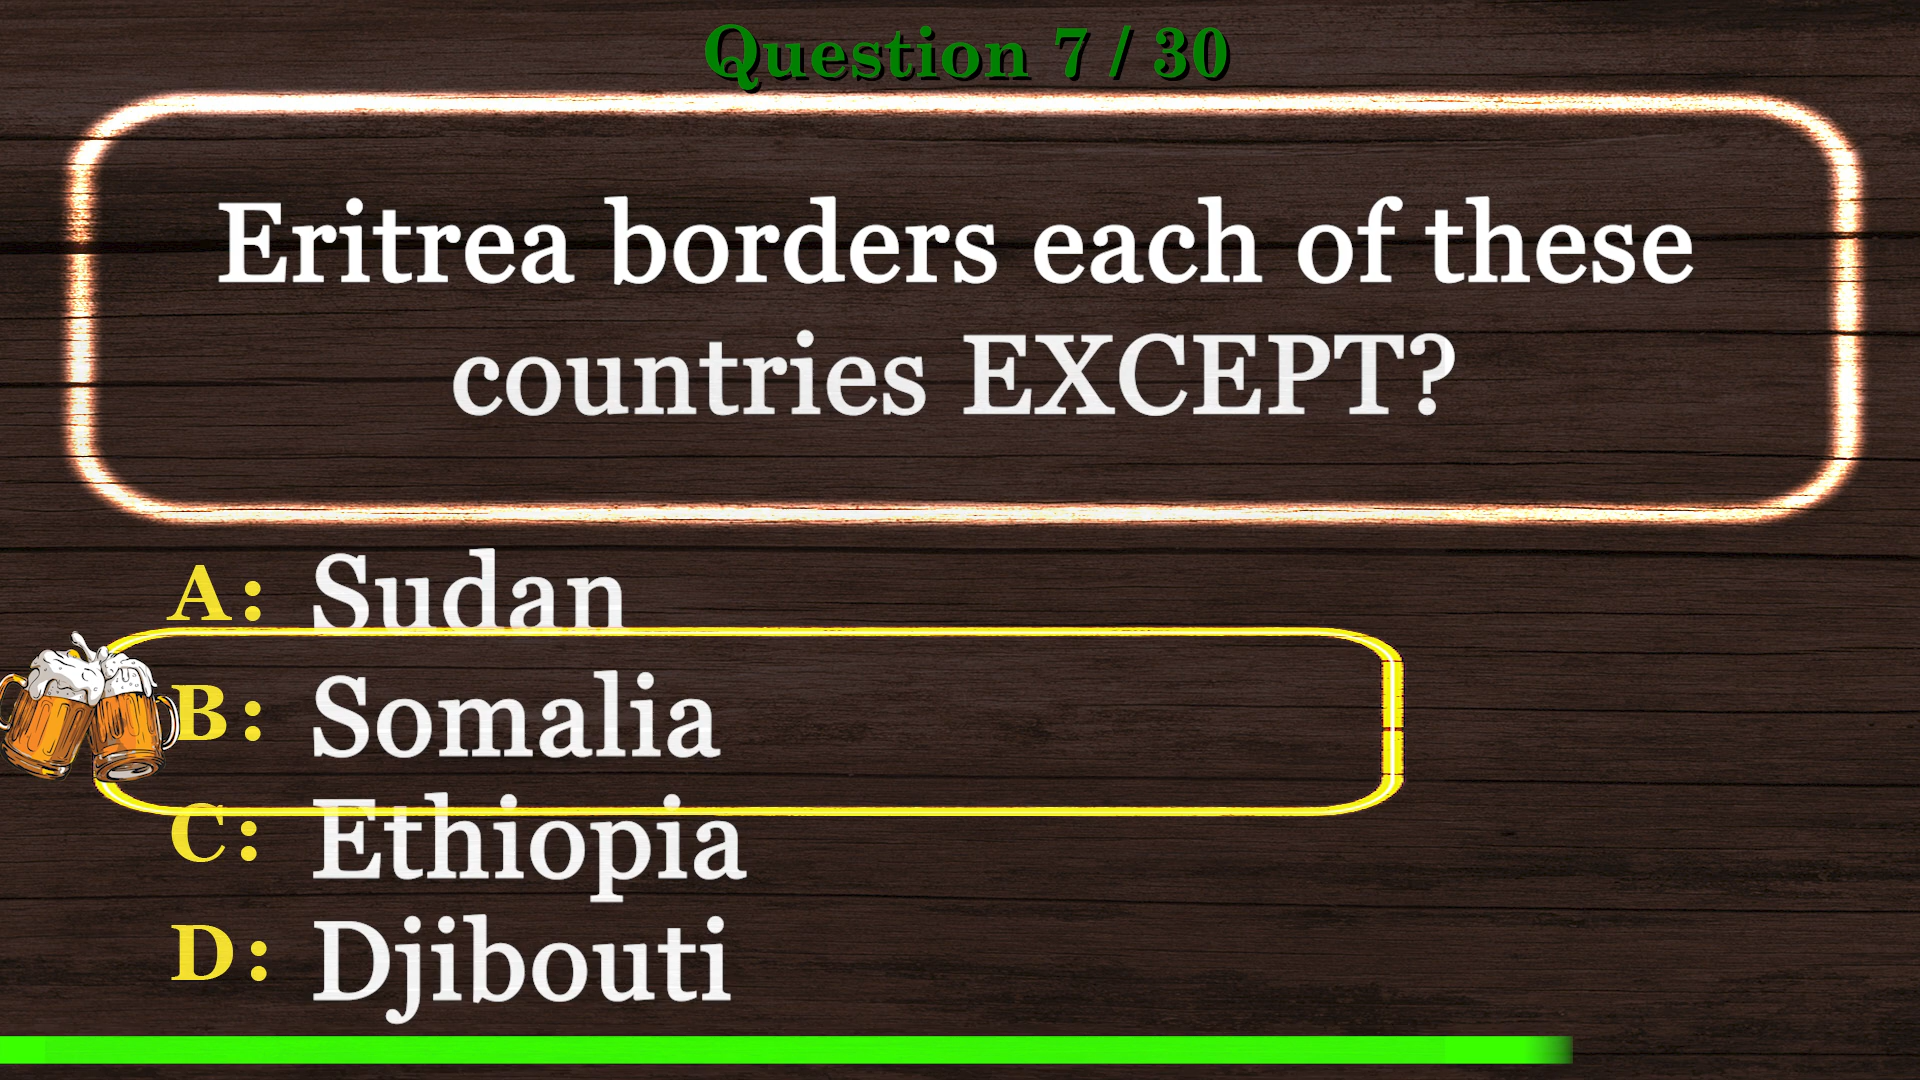 Question 7 / 30
Eritrea borders each of these
countries EXCEPT?
A: Sudan
B: Somalia
C: Ethiopia
D: Djibouti